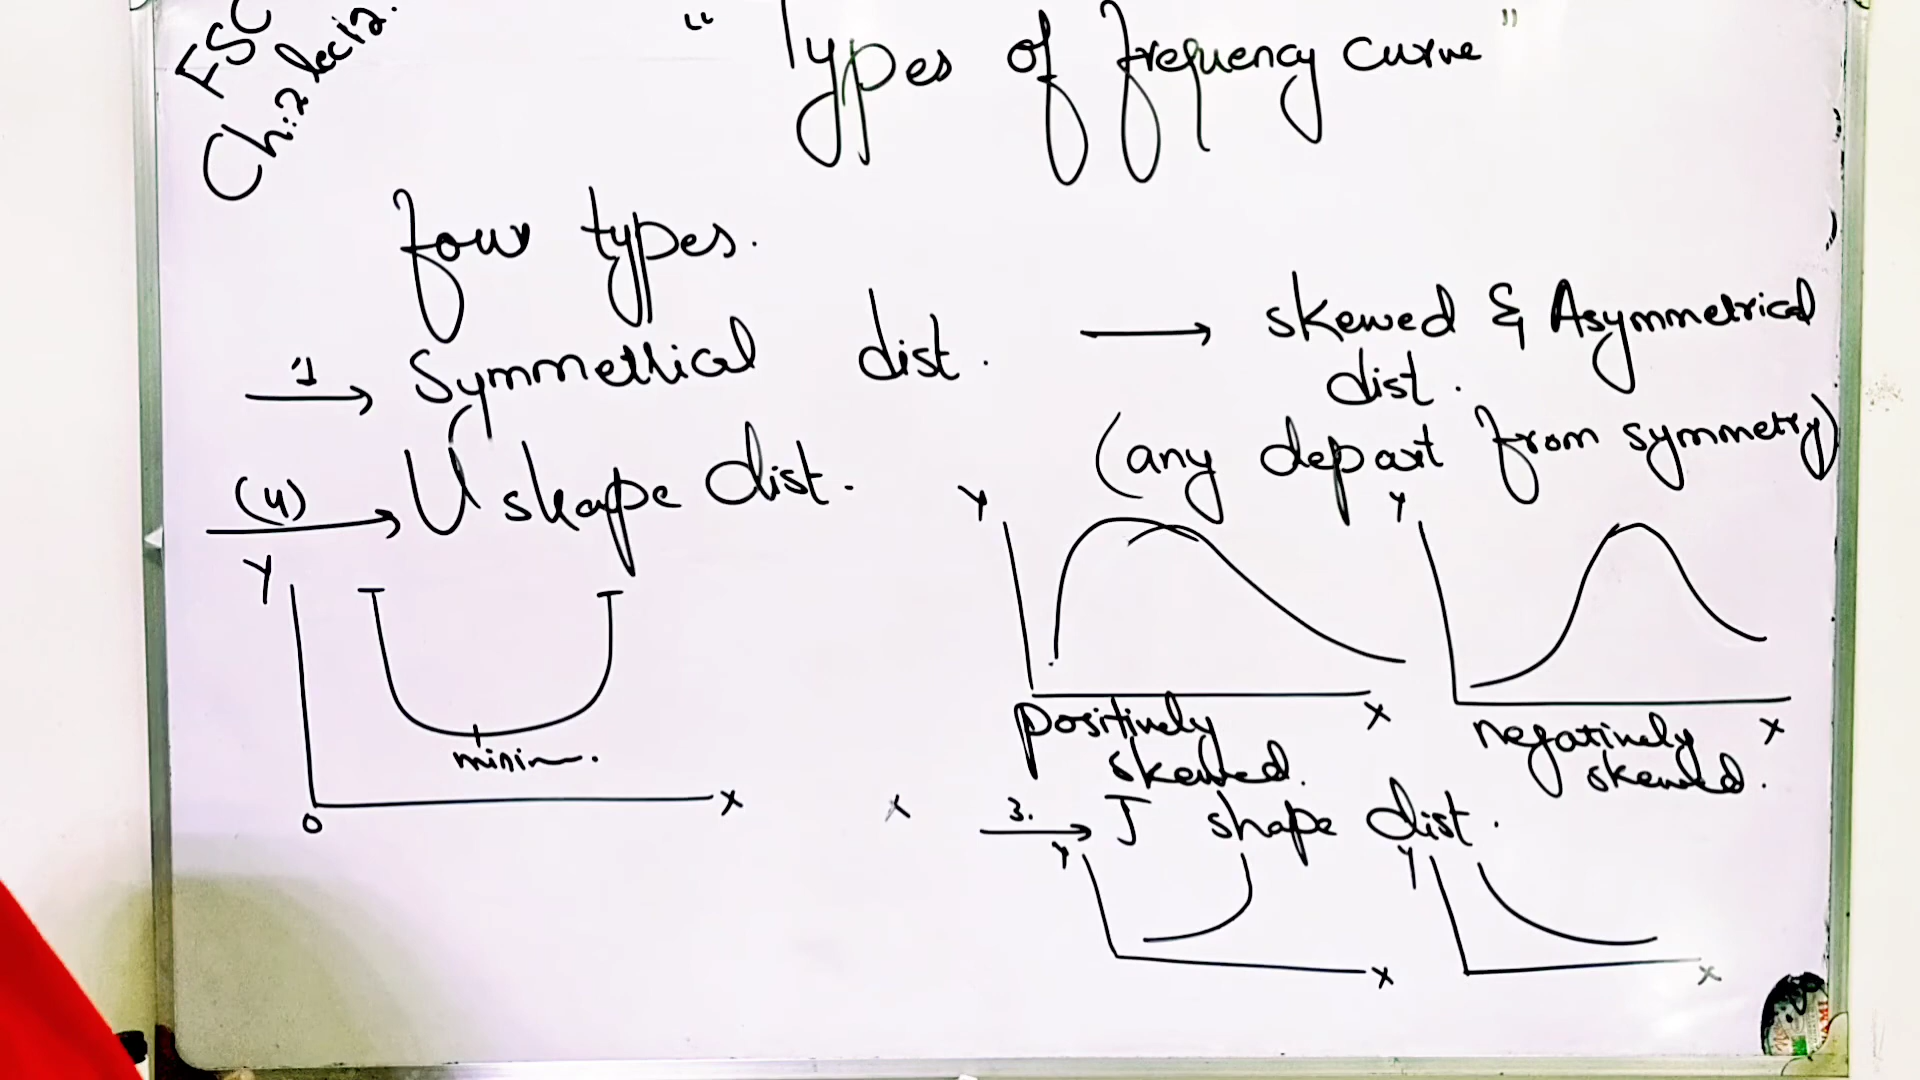 FSC
Ch:2 lec12.
"Types of frequency curve"
four types.
1 → Symmetrical dist.
(4) → U shape dist.
Y
minim.
0
X
→ skewed & Asymmetrical
dist.
(any depart from symmetry)
Y
X
positively
skewed.
Y
X
negatively
skewed.
X
3. → J shape dist.
Y
X
Y
X